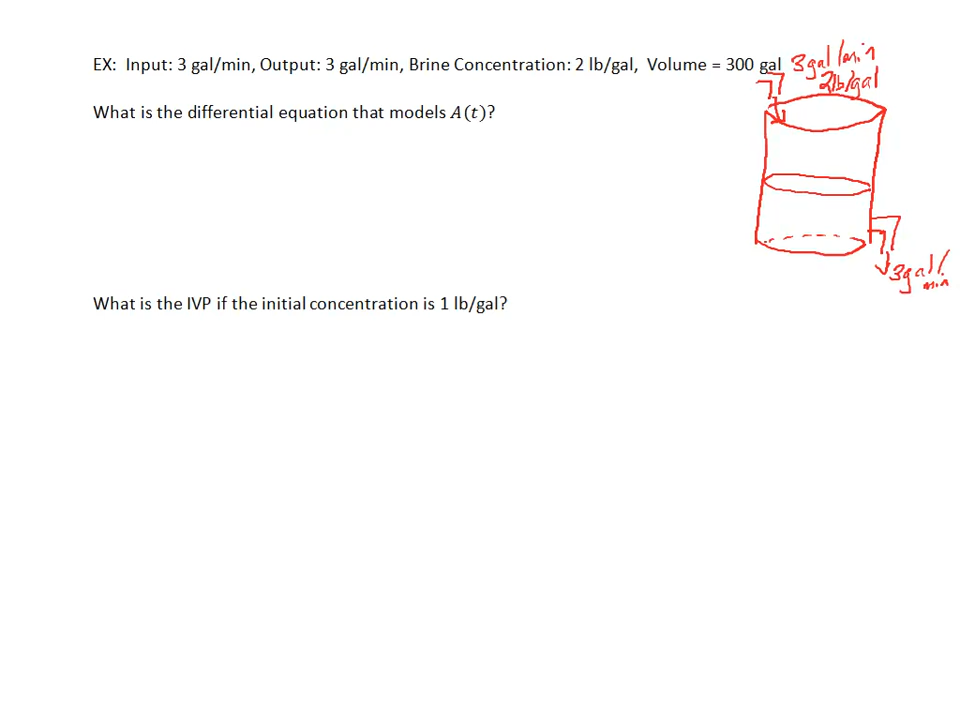 EX: Input: 3 gal/min, Output: 3 gal/min, Brine Concentration: 2 lb/gal, Volume = 300 gal
3gal/min
2lb/gal
What is the differential equation that models A(t)?
3gal/
min
What is the IVP if the initial concentration is 1 lb/gal?